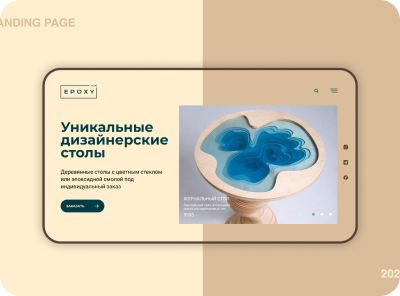 ANDING PAGE
EPOXY
Уникальные
дизайнерские
столы
Деревянные столы с цветным стеклом
или эпоксидной смолой под
индивидуальный заказ
ЗАКАЗАТЬ
ЖУРНАЛЬНЫЙ СТОЛ
202